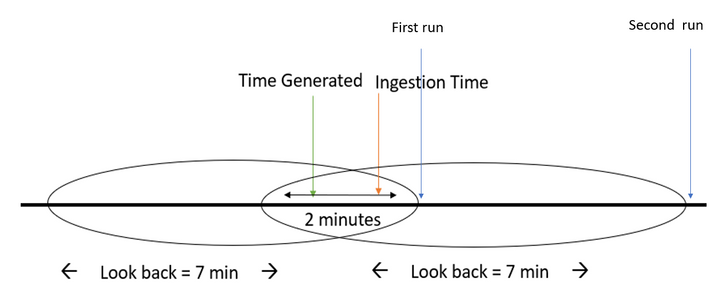 First run
Second run
Time Generated
Ingestion Time
2 minutes
← Look back = 7 min →
← Look back = 7 min →